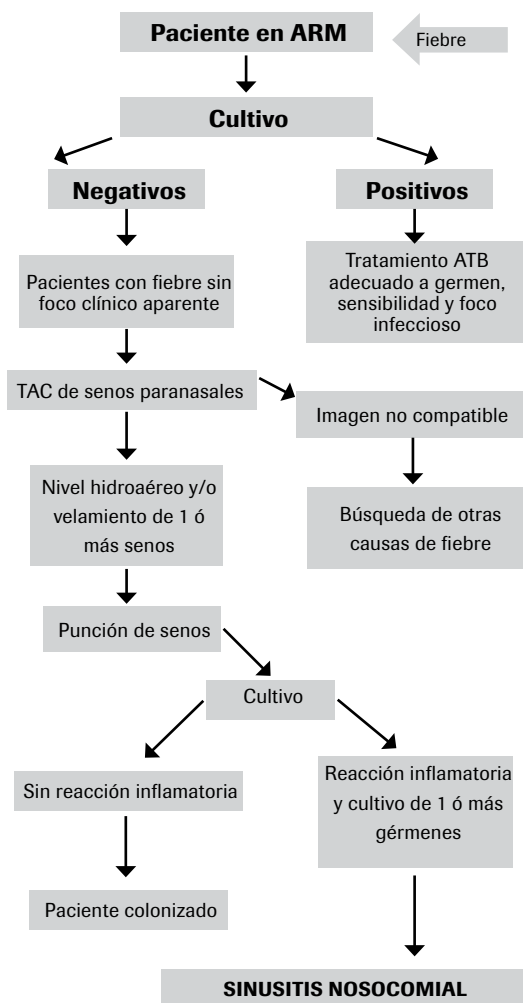 Paciente en ARM
Fiebre
Cultivo
Negativos
Positivos
Pacientes con fiebre sin
foco clínico aparente
Tratamiento ATB
adecuado a germen,
sensibilidad y foco
infeccioso
TAC de senos paranasales
Imagen no compatible
Nivel hidroaéreo y/o
velamiento de 1 ó
más senos
Búsqueda de otras
causas de fiebre
Punción de senos
Cultivo
Sin reacción inflamatoria
Reacción inflamatoria
y cultivo de 1 ó más
gérmenes
Paciente colonizado
SINUSITIS NOSOCOMIAL